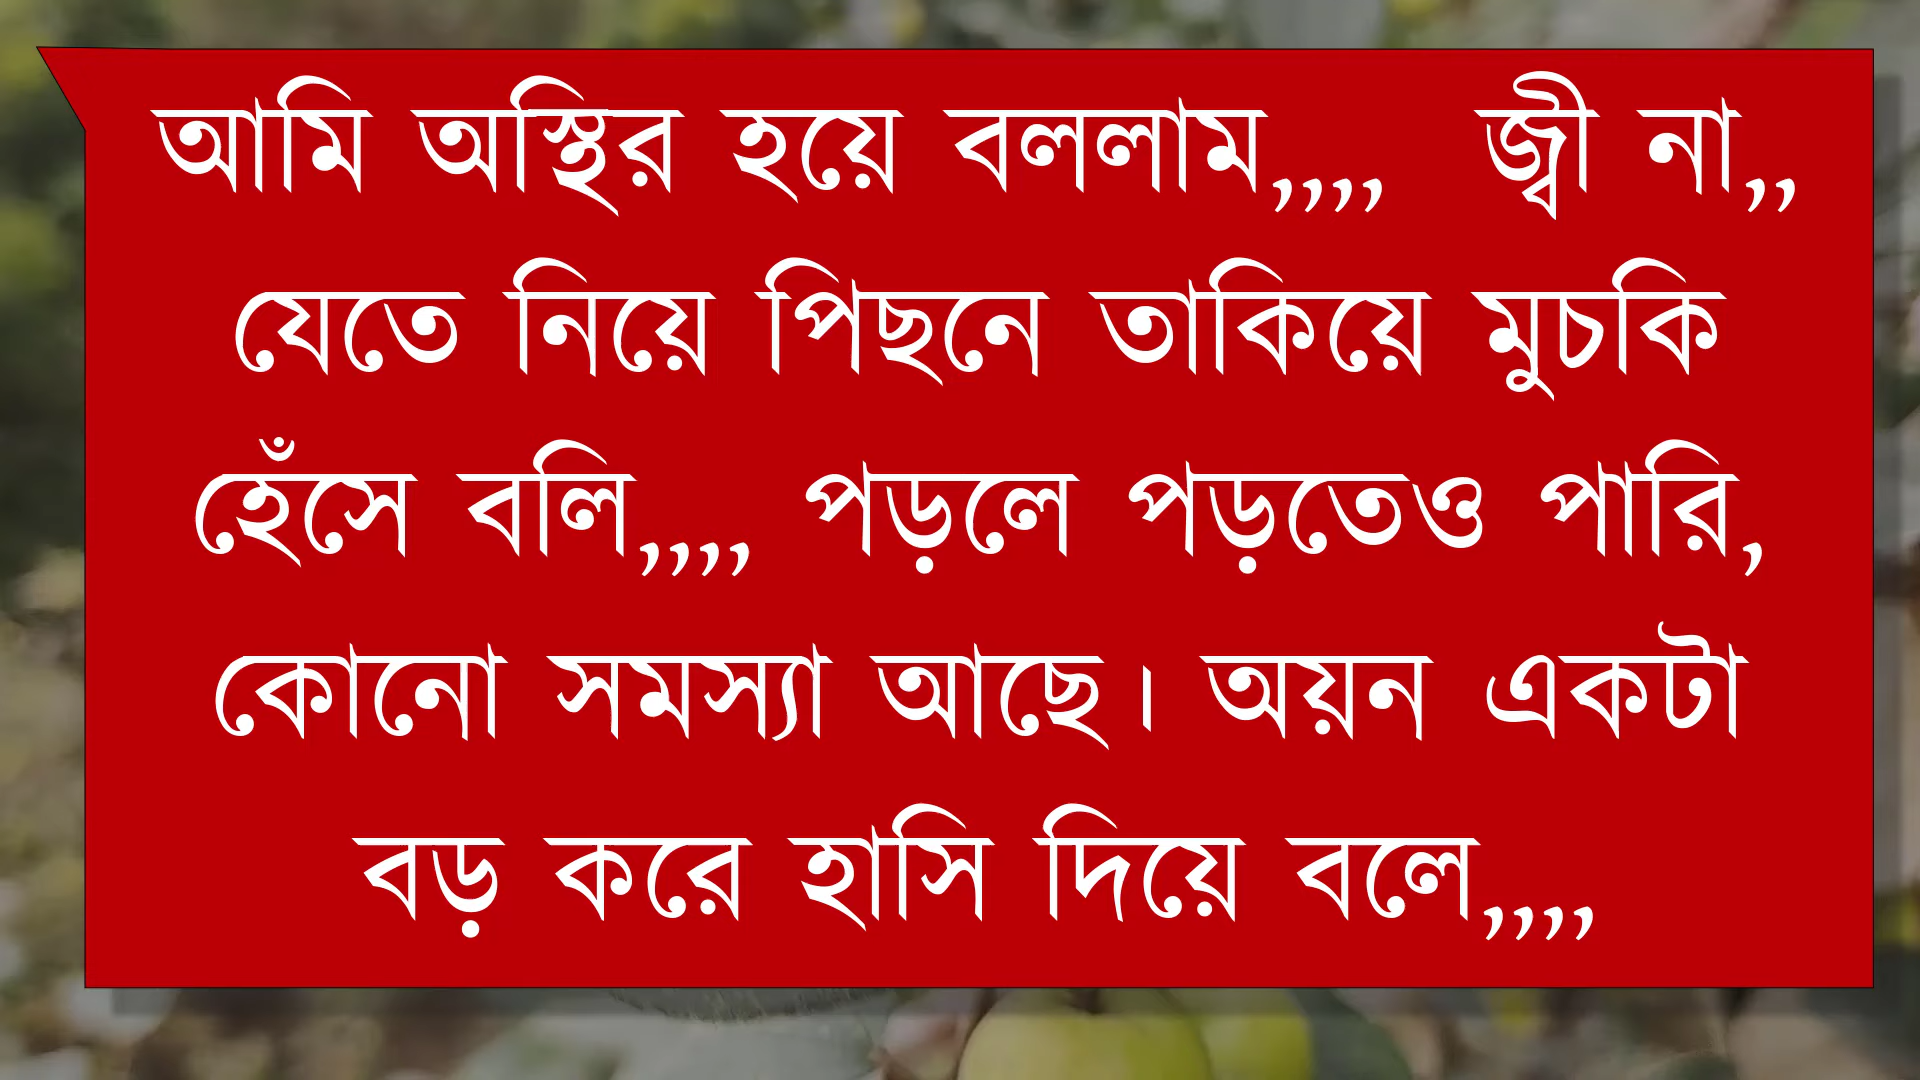 আমি অস্থির হয়ে বললাম,,,, জ্বী না,,
যেতে নিয়ে পিছনে তাকিয়ে মুচকি
হেঁসে বলি,,,, পড়লে পড়তেও পারি,
কোনো সমস্যা আছে। অয়ন একটা
বড় করে হাসি দিয়ে বলে,,,,